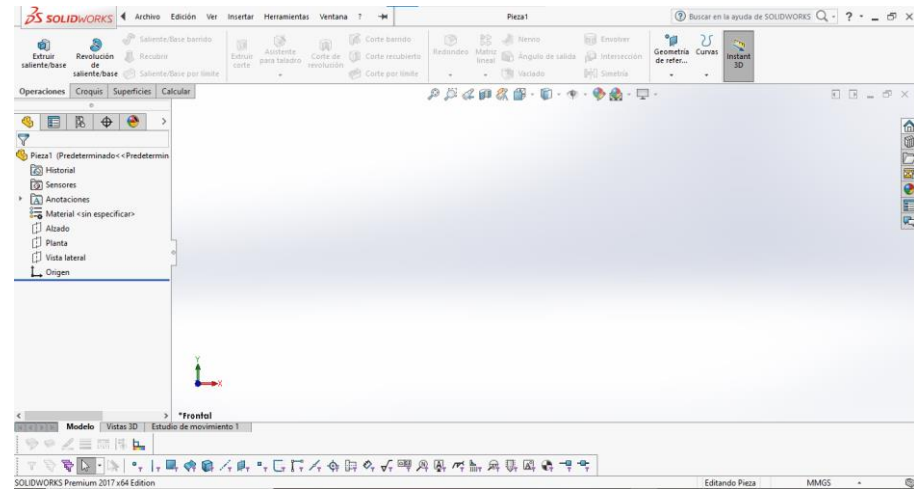 SOLIDWORKS Archivo Edición Ver Insertar Herramientas Ventana ? Pieza1 Buscar en la ayuda de SOLIDWORKS ?
Extruir saliente/base
Revolución de saliente/base
Saliente/Base barrido
Recubrir
Saliente/Base por límite
Extruir corte
Asistente para taladro
Corte de revolución
Corte barrido
Corte recubierto
Corte por límite
Redondeo
Matriz lineal
Nervio
Ángulo de salida
Vaciado
Envolver
Intersección
Simetría
Geometría de refer...
Curvas
Instant 3D
Operaciones Croquis Superficies Calcular
Pieza1 (Predeterminado<<Predetermin
Historial
Sensores
Anotaciones
Material <sin especificar>
Alzado
Planta
Vista lateral
Origen
Y
X
*Frontal
Modelo Vistas 3D Estudio de movimiento 1
SOLIDWORKS Premium 2017 x64 Edition Editando Pieza MMGS